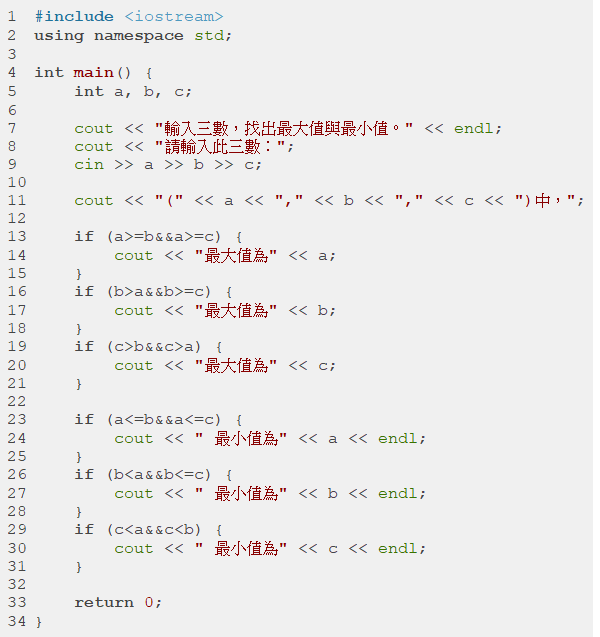 1 #include <iostream>
2 using namespace std;
3
4 int main() {
5     int a, b, c;
6
7     cout << "輸入三數，找出最大值與最小值。" << endl;
8     cout << "請輸入此三數：";
9     cin >> a >> b >> c;
10
11     cout << "(" << a << "," << b << "," << c << ")中，";
12
13     if (a>=b&&a>=c) {
14         cout << "最大值為" << a;
15     }
16     if (b>a&&b>=c) {
17         cout << "最大值為" << b;
18     }
19     if (c>b&&c>a) {
20         cout << "最大值為" << c;
21     }
22
23     if (a<=b&&a<=c) {
24         cout << " 最小值為" << a << endl;
25     }
26     if (b<a&&b<=c) {
27         cout << " 最小值為" << b << endl;
28     }
29     if (c<a&&c<b) {
30         cout << " 最小值為" << c << endl;
31     }
32
33     return 0;
34 }